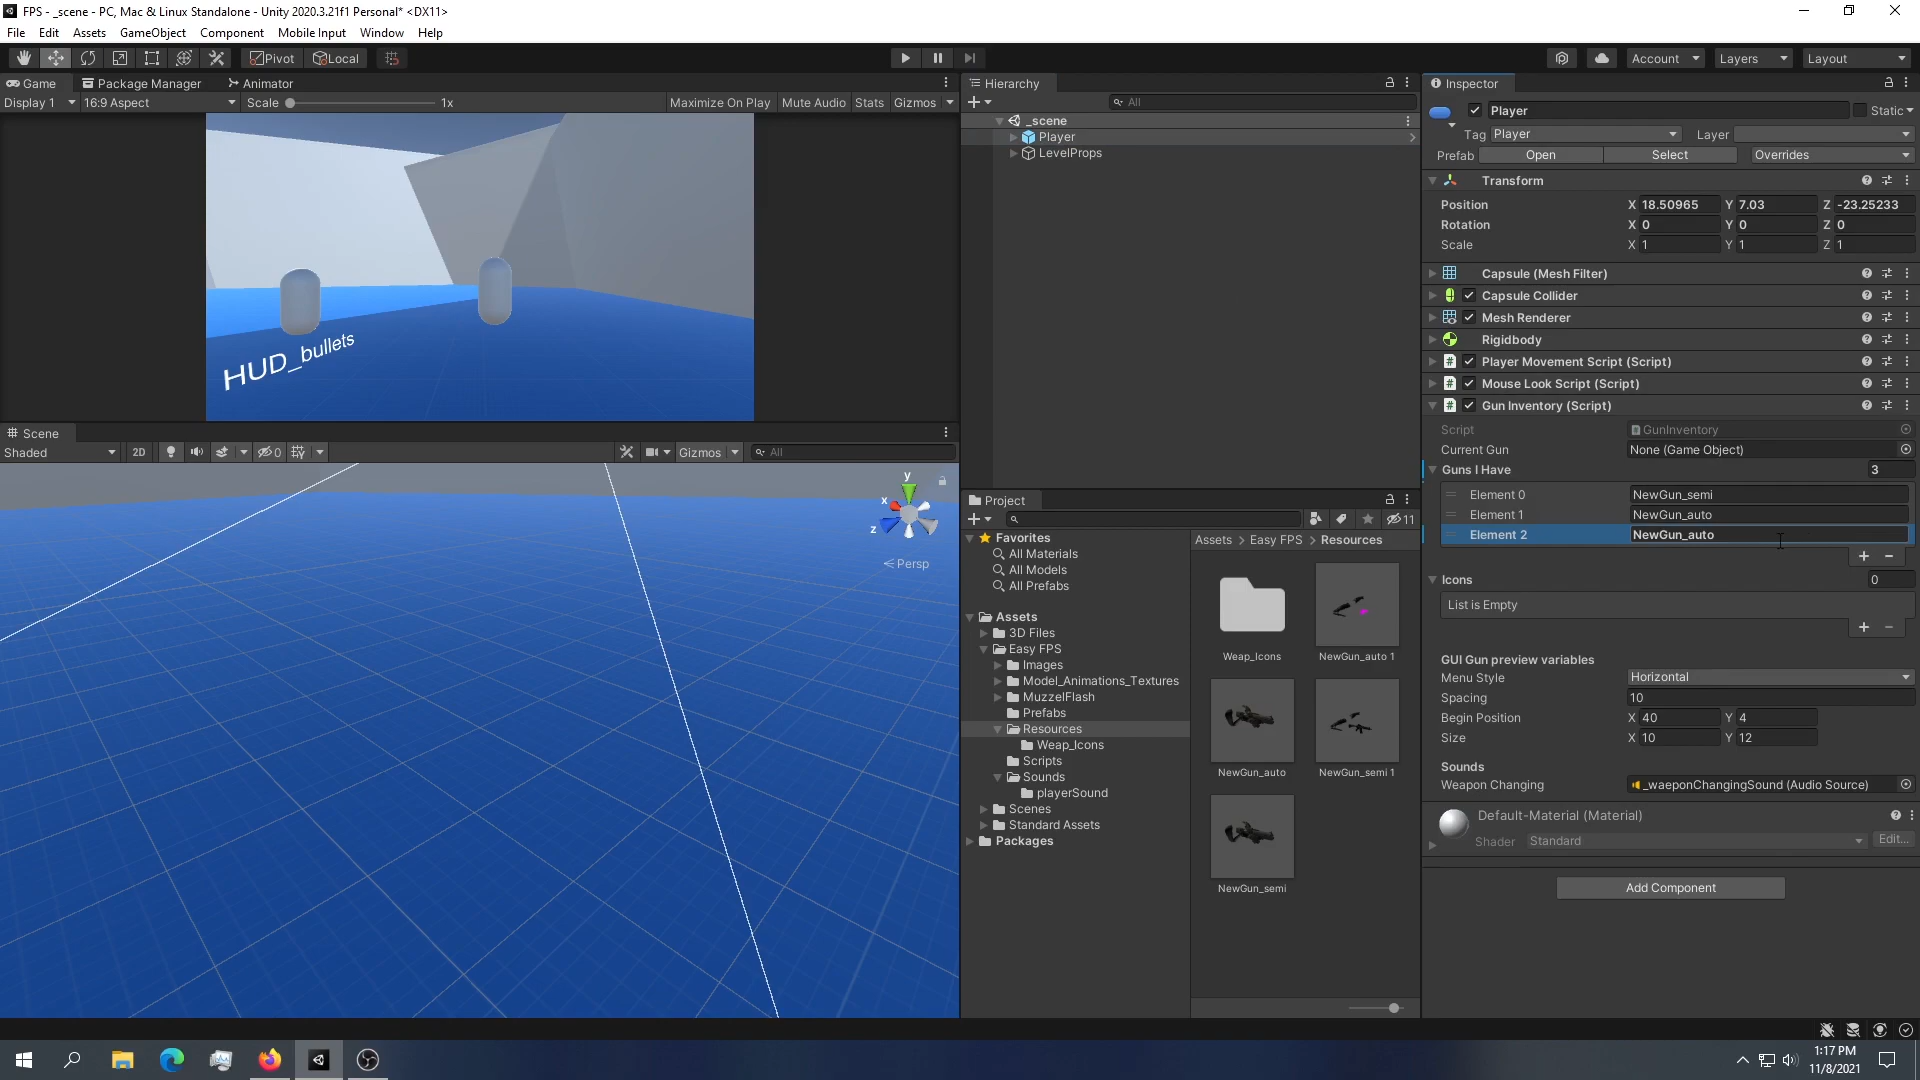 FPS - _scene - PC, Mac & Linux Standalone - Unity 2020.3.21f1 Personal* <DX11>
File Edit Assets GameObject Component Mobile Input Window Help
Pivot Local Account Layers Layout
Game Package Manager Animator
Display 1 16:9 Aspect Scale 1x Maximize On Play Mute Audio Stats Gizmos
HUD_bullets
Scene
Shaded 2D 0 Gizmos All
y
x
z
Persp
Hierarchy
All
_scene
Player
LevelProps
Project
11
Favorites
All Materials
All Models
All Prefabs
Assets
3D Files
Easy FPS
Images
Model_Animations_Textures
MuzzelFlash
Prefabs
Resources
Weap_Icons
Scripts
Sounds
playerSound
Scenes
Standard Assets
Packages
Assets > Easy FPS > Resources
Weap_Icons
NewGun_auto 1
NewGun_auto
NewGun_semi 1
NewGun_semi
Inspector
Player Static
Tag Player Layer
Prefab Open Select Overrides
Transform
Position X 18.50965 Y 7.03 Z -23.25233
Rotation X 0 Y 0 Z 0
Scale X 1 Y 1 Z 1
Capsule (Mesh Filter)
Capsule Collider
Mesh Renderer
Rigidbody
Player Movement Script (Script)
Mouse Look Script (Script)
Gun Inventory (Script)
Script GunInventory
Current Gun None (Game Object)
Guns I Have 3
Element 0 NewGun_semi
Element 1 NewGun_auto
Element 2 NewGun_auto
Icons 0
List is Empty
GUI Gun preview variables
Menu Style Horizontal
Spacing 10
Begin Position X 40 Y 4
Size X 10 Y 12
Sounds
Weapon Changing _waeponChangingSound (Audio Source)
Default-Material (Material)
Shader Standard Edit...
Add Component
1:17 PM
11/8/2021